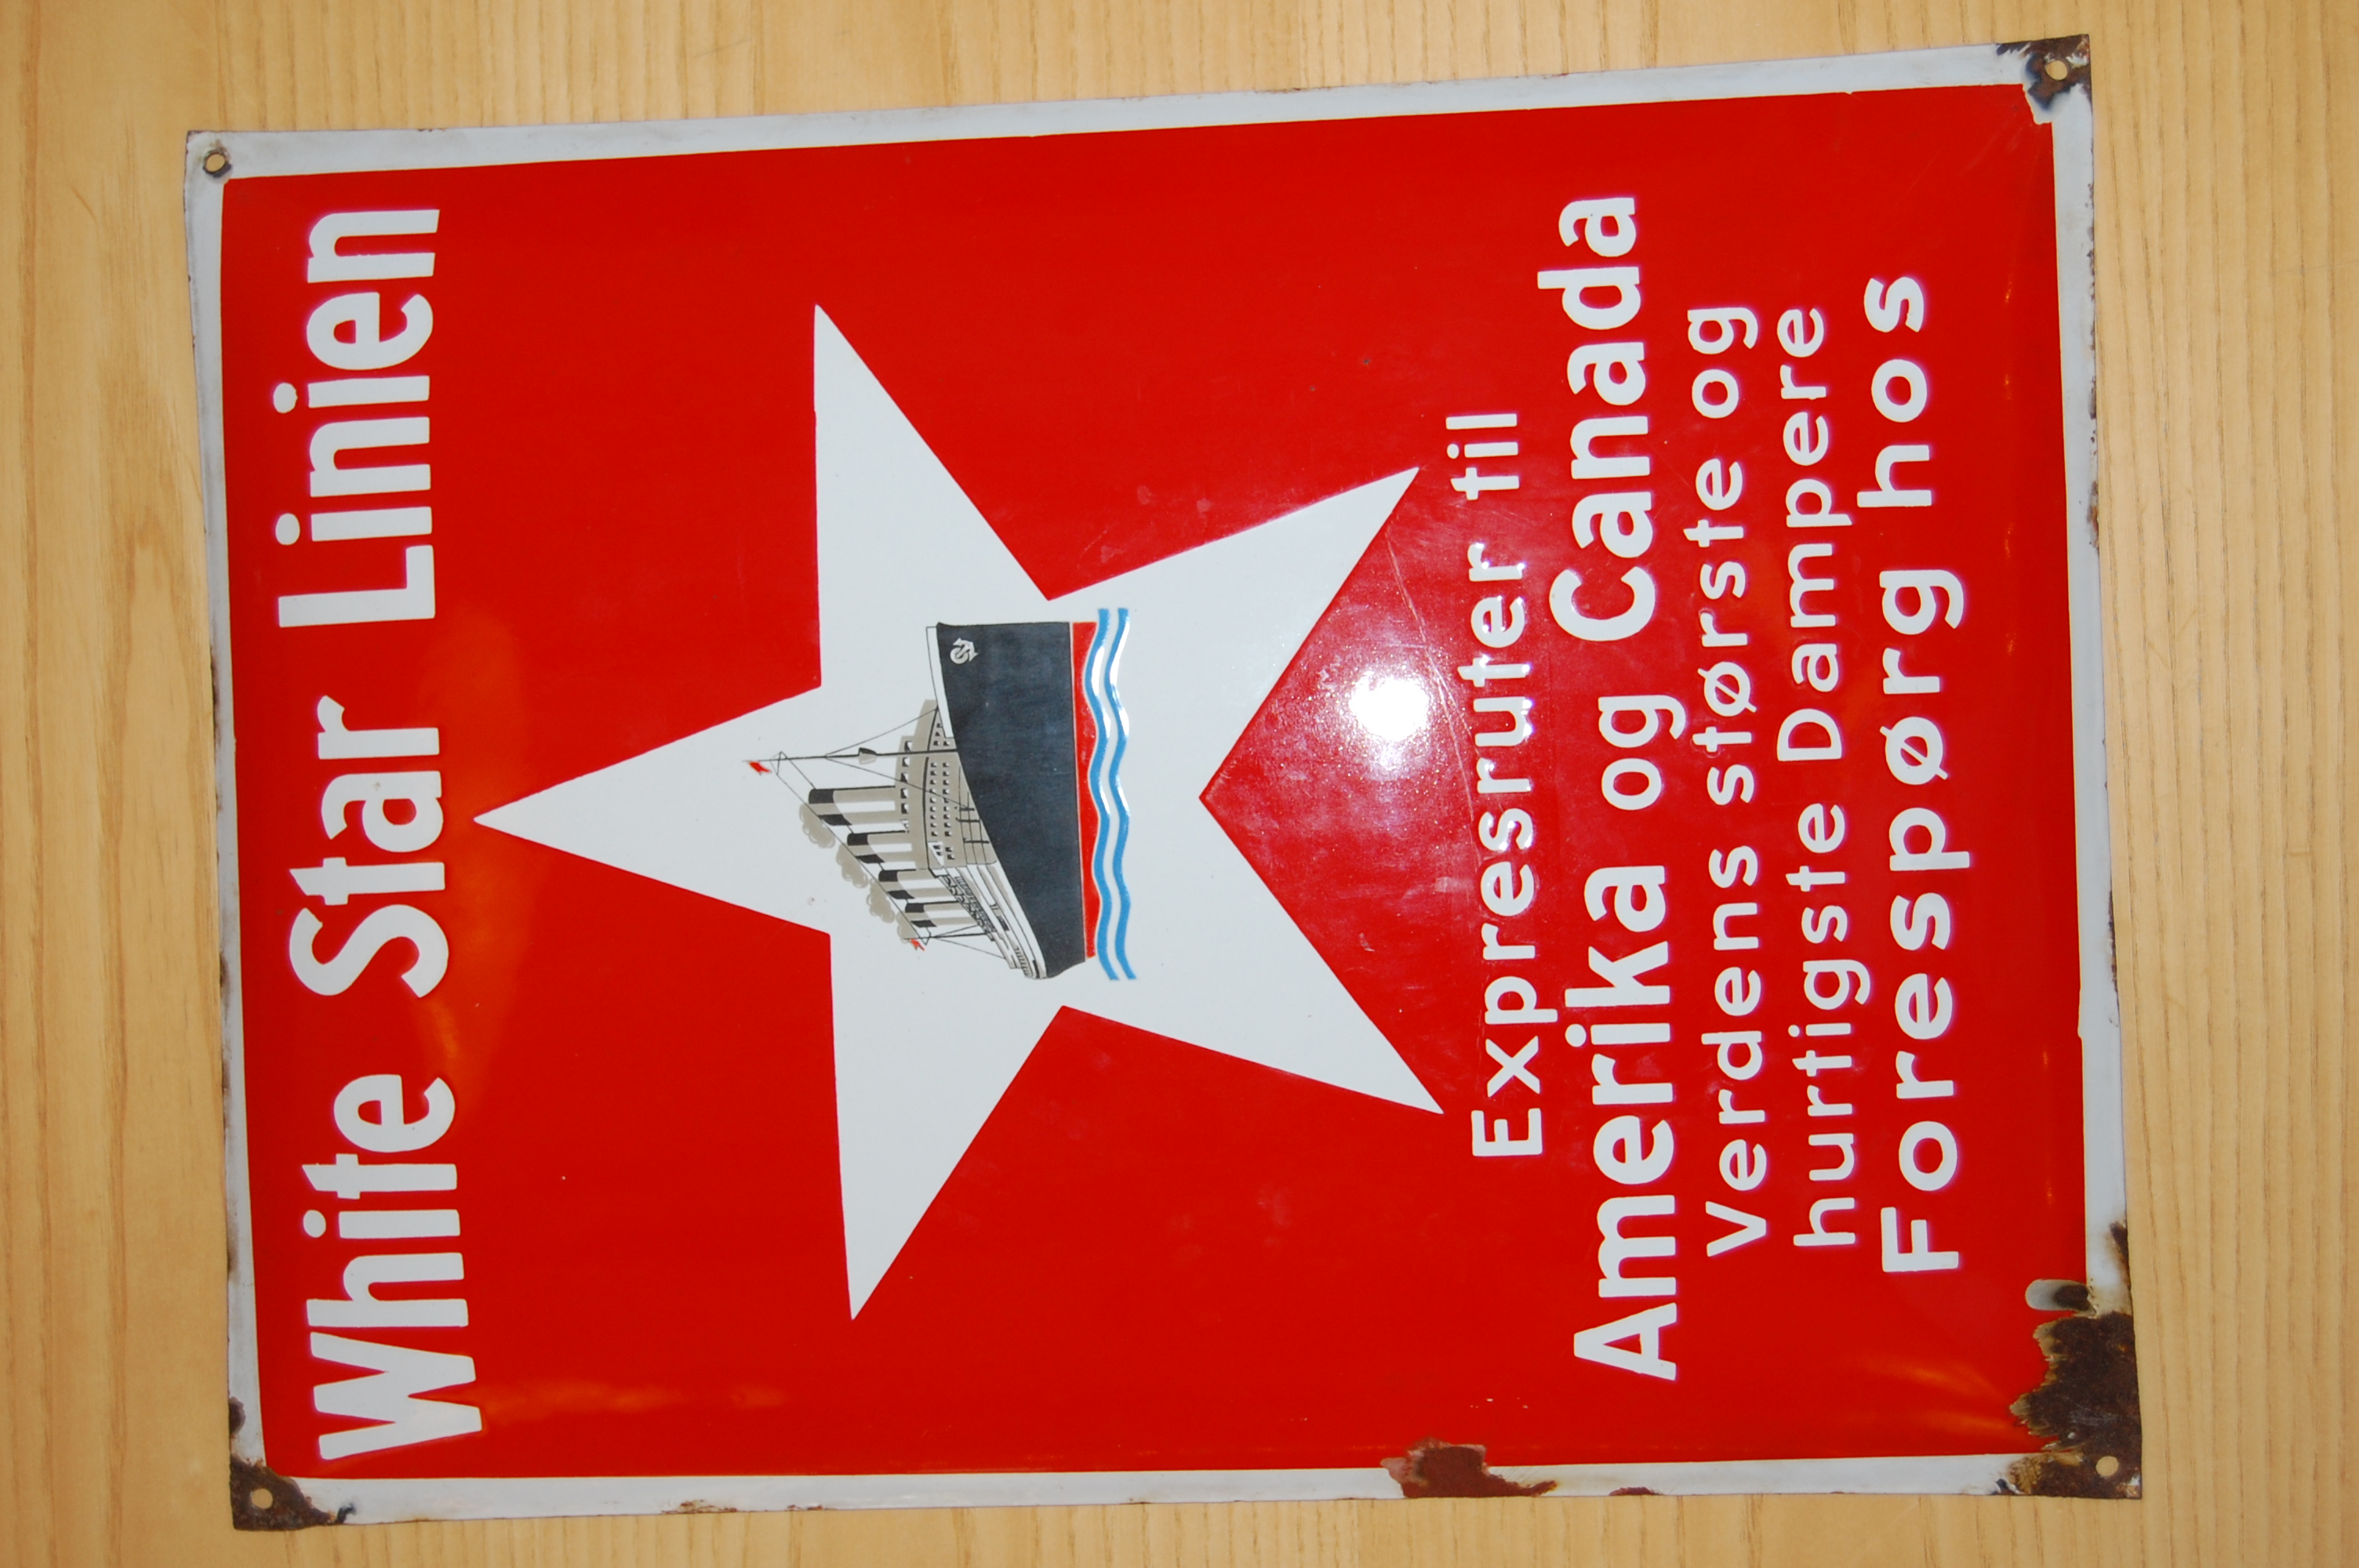 White Star Linien
Expresruter til
Amerika og Canada
Verdens største og
hurtigste Dampere
Forespørg hos